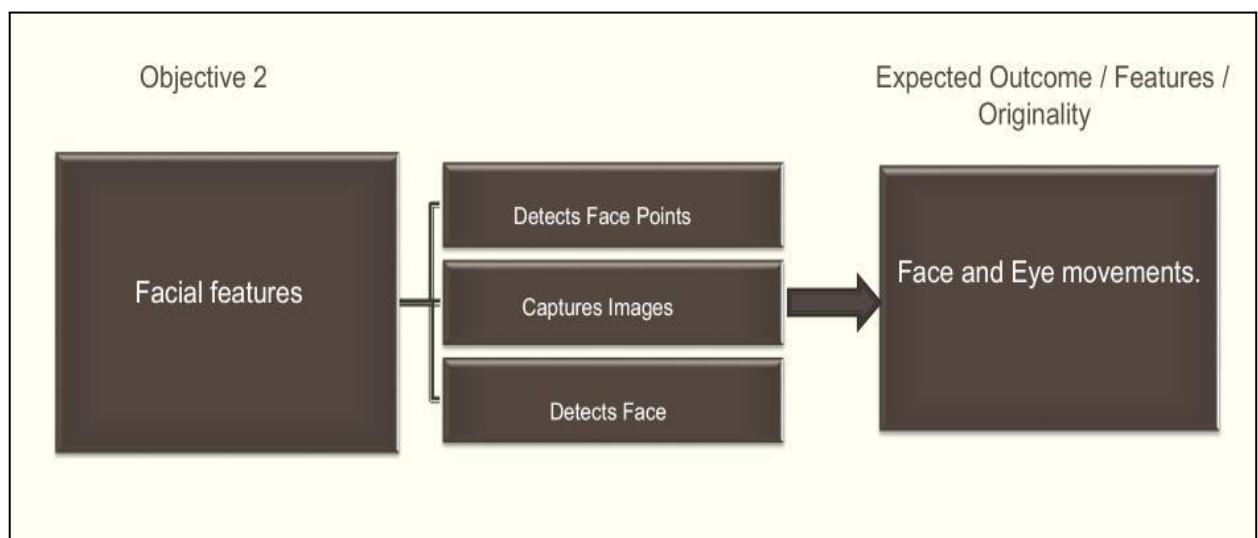 Objective 2
Expected Outcome / Features /
Originality
Facial features
Detects Face Points
Captures Images
Detects Face
Face and Eye movements.